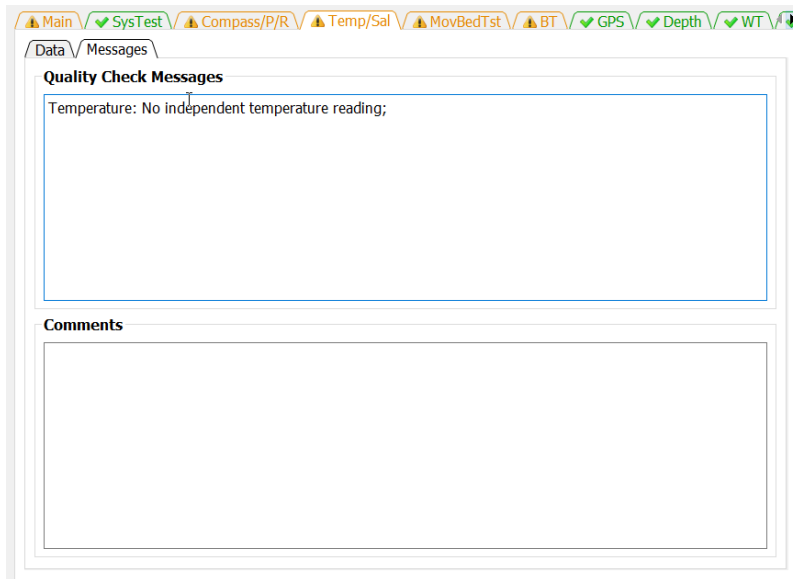 Main SysTest Compass/P/R Temp/Sal MovBedTst BT GPS Depth WT
Data Messages
Quality Check Messages
Temperature: No independent temperature reading;
Comments